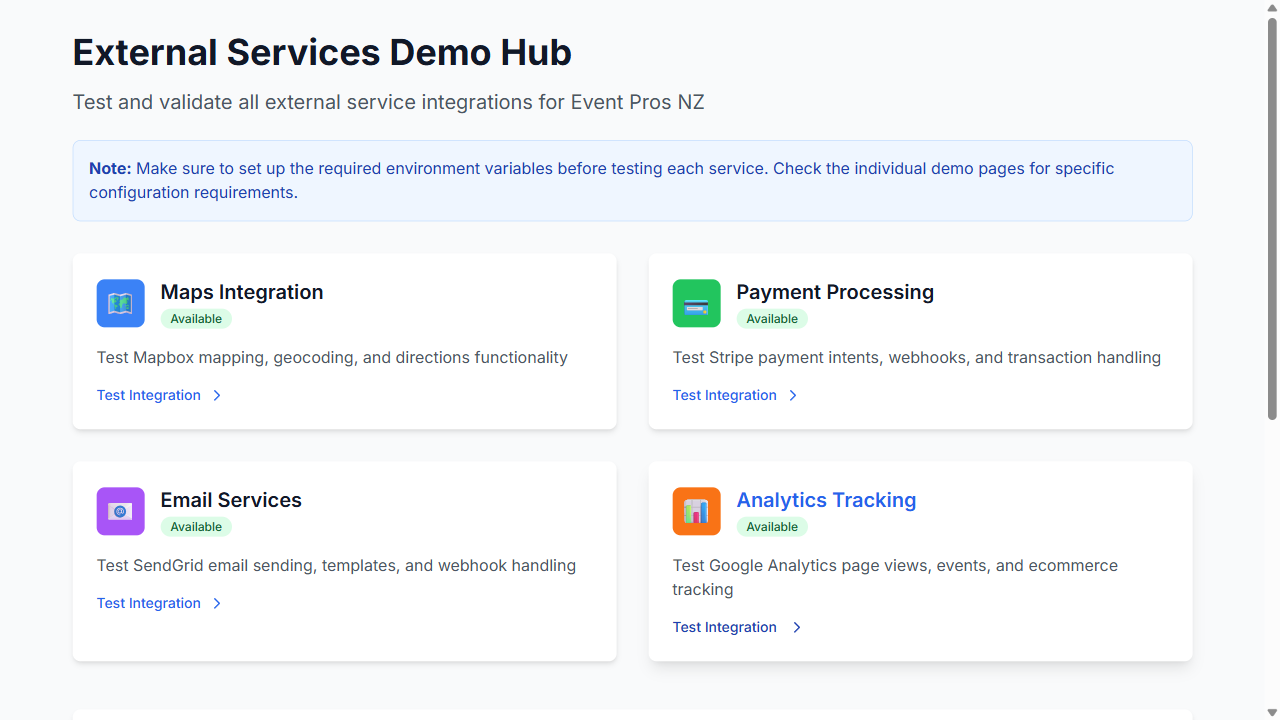 External Services Demo Hub
Test and validate all external service integrations for Event Pros NZ
Note: Make sure to set up the required environment variables before testing each service. Check the individual demo pages for specific
configuration requirements.
Maps Integration
Available
Test Mapbox mapping, geocoding, and directions functionality
Test Integration
Payment Processing
Available
Test Stripe payment intents, webhooks, and transaction handling
Test Integration
Email Services
Available
Test SendGrid email sending, templates, and webhook handling
Test Integration
Analytics Tracking
Available
Test Google Analytics page views, events, and ecommerce
tracking
Test Integration